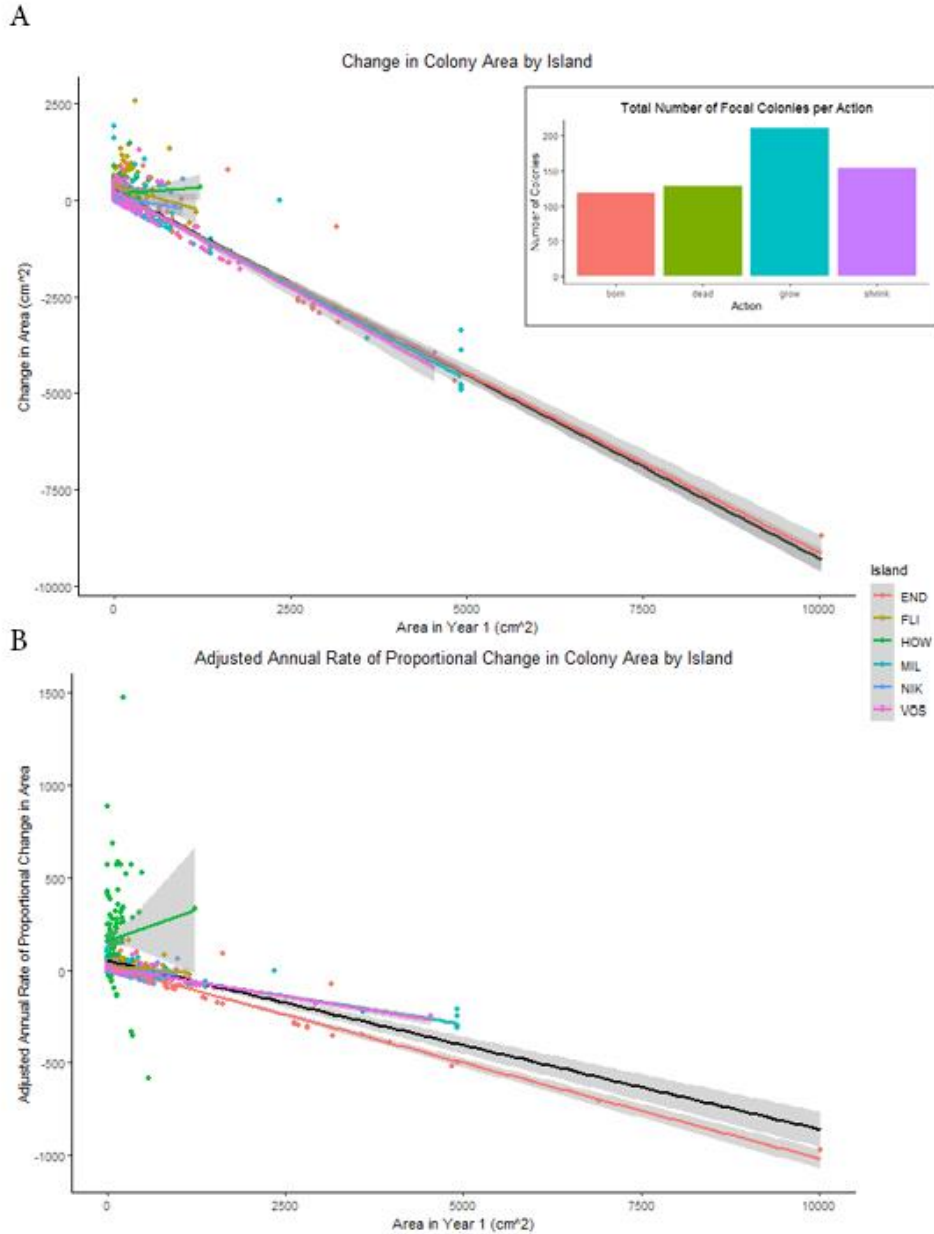 A
Change in Colony Area by Island
2500
0
-2500
-5000
-7500
-10000
Change in Area (cm^2)
0
2500
5000
7500
10000
Area in Year 1 (cm^2)
Total Number of Focal Colonies per Action
200
150
100
50
0
Number of Colonies
born
dead
grow
shrink
Action
Island
END
FLI
HOW
MIL
NIK
VOS
B
Adjusted Annual Rate of Proportional Change in Colony Area by Island
1500
1000
500
0
-500
-1000
Adjusted Annual Rate of Proportional Change in Area
0
2500
5000
7500
10000
Area in Year 1 (cm^2)